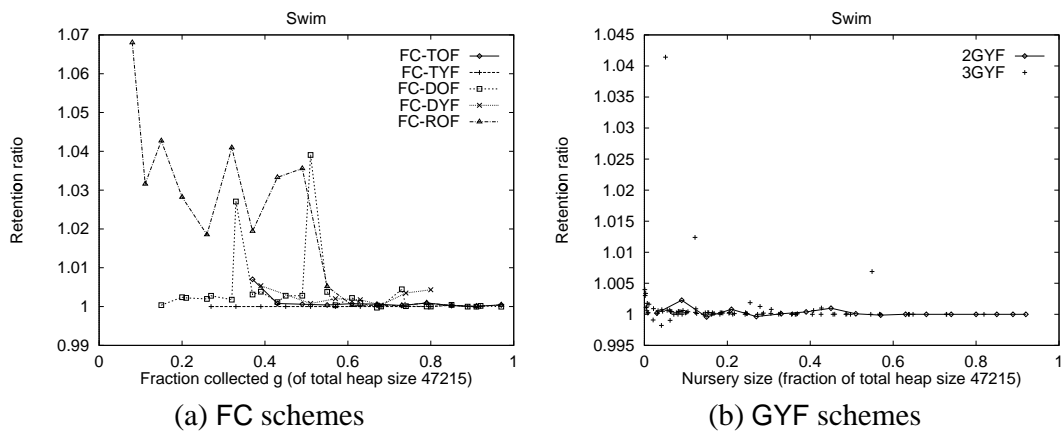 Swim
1.07
1.06
1.05
1.04
1.03
1.02
1.01
1
0.99
Retention ratio
FC-TOF
FC-TYF
FC-DOF
FC-DYF
FC-ROF
0 0.2 0.4 0.6 0.8 1
Fraction collected g (of total heap size 47215)
(a) FC schemes
Swim
1.045
1.04
1.035
1.03
1.025
1.02
1.015
1.01
1.005
1
0.995
Retention ratio
2GYF
3GYF
0 0.2 0.4 0.6 0.8 1
Nursery size (fraction of total heap size 47215)
(b) GYF schemes